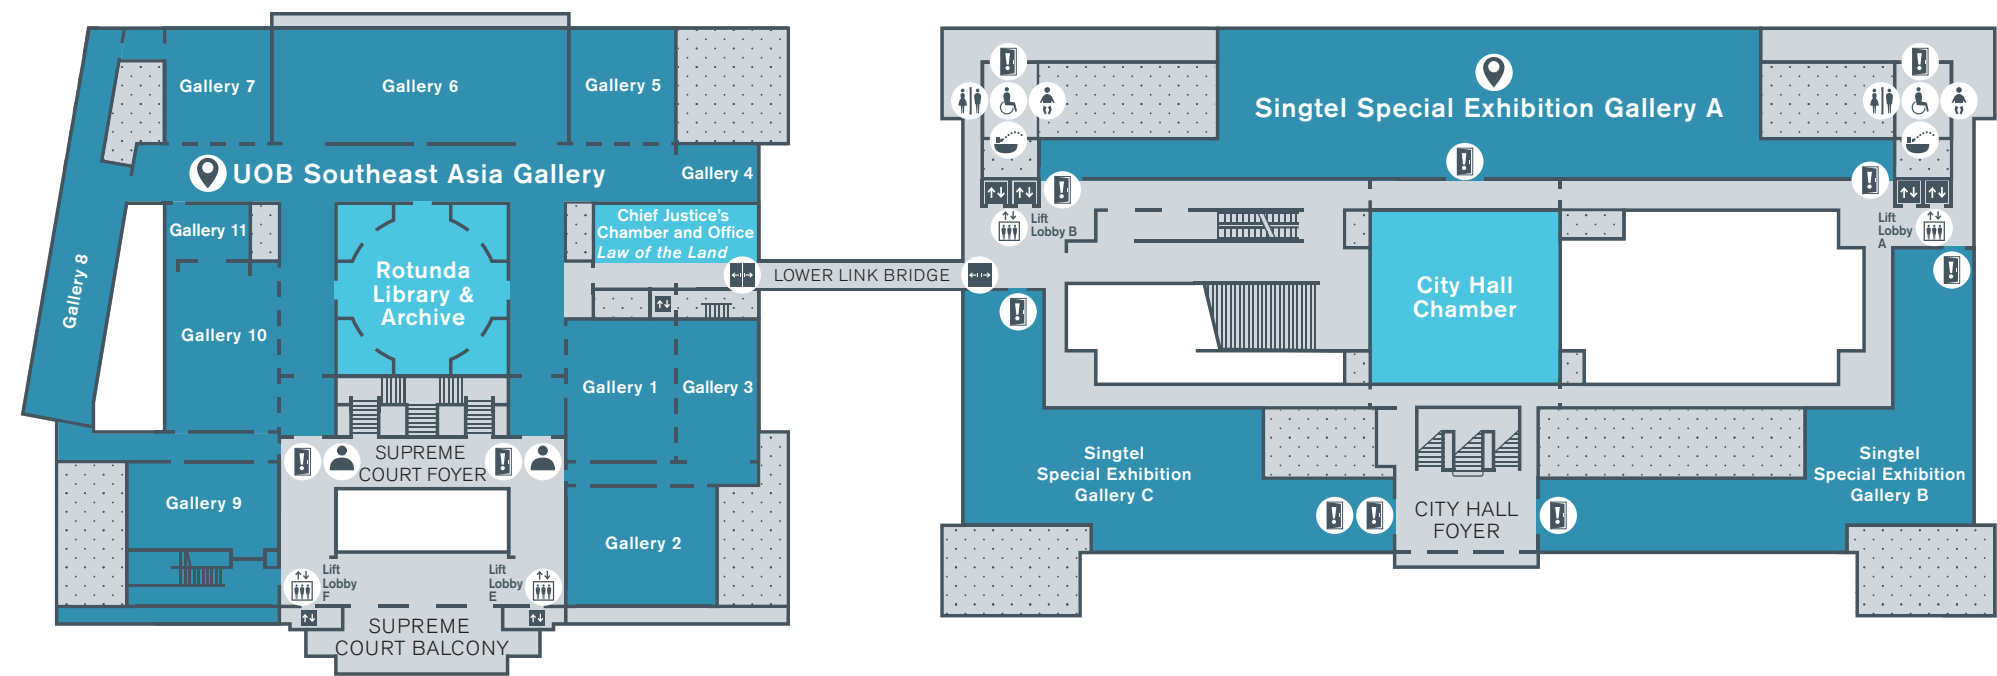 Gallery 7
Gallery 6
Gallery 5
UOB Southeast Asia Gallery
Gallery 4
Gallery 11
Chief Justice's
Chamber and Office
Law of the Land
Gallery 8
Rotunda
Library &
Archive
Gallery 10
Gallery 1
Gallery 3
SUPREME
COURT FOYER
Gallery 9
Gallery 2
Lift
Lobby
F
Lift
Lobby
E
SUPREME
COURT BALCONY
LOWER LINK BRIDGE
Singtel Special Exhibition Gallery A
Lift
Lobby B
Lift
Lobby
A
City Hall
Chamber
Singtel
Special Exhibition
Gallery C
CITY HALL
FOYER
Singtel
Special Exhibition
Gallery B